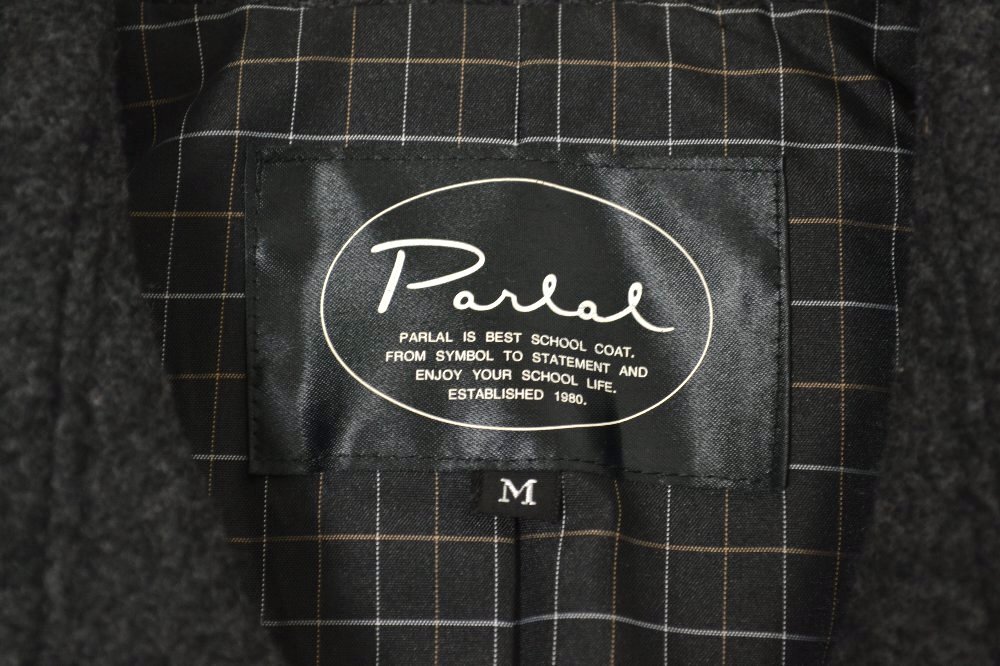 Parlal
PARLAL IS BEST SCHOOL COAT.
FROM SYMBOL TO STATEMENT AND
ENJOY YOUR SCHOOL LIFE.
ESTABLISHED 1980.
M